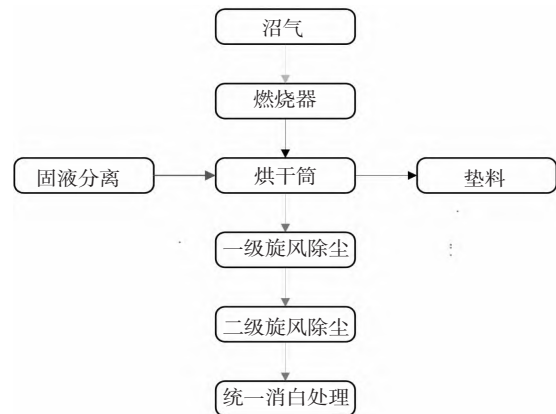 沼气
燃烧器
固液分离
烘干筒
垫料
一级旋风除尘
二级旋风除尘
统一消白处理